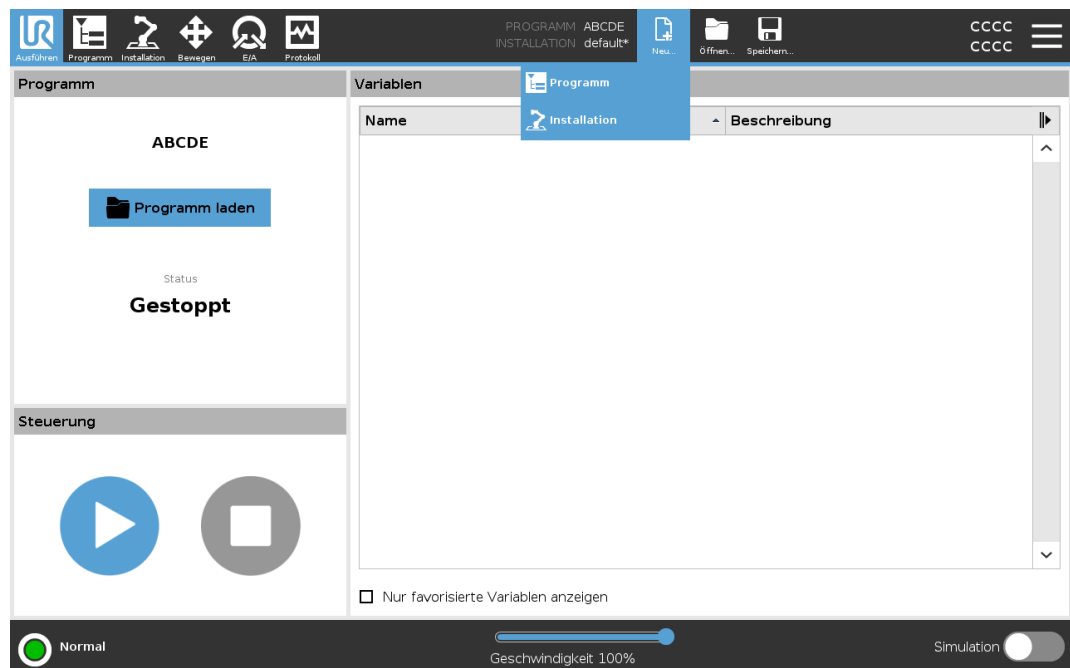 PROGRAMM ABCDE
INSTALLATION default*
CCCC
CCCC
UR
Ausführen Programm Installation Bewegen E/A Protokoll
Neu... Öffnen... Speichern...
Programm
Variablen
Programm
Installation
Name
Beschreibung
ABCDE
Programm laden
Status
Gestoppt
Steuerung
Nur favorisierte Variablen anzeigen
Normal
Geschwindigkeit 100%
Simulation